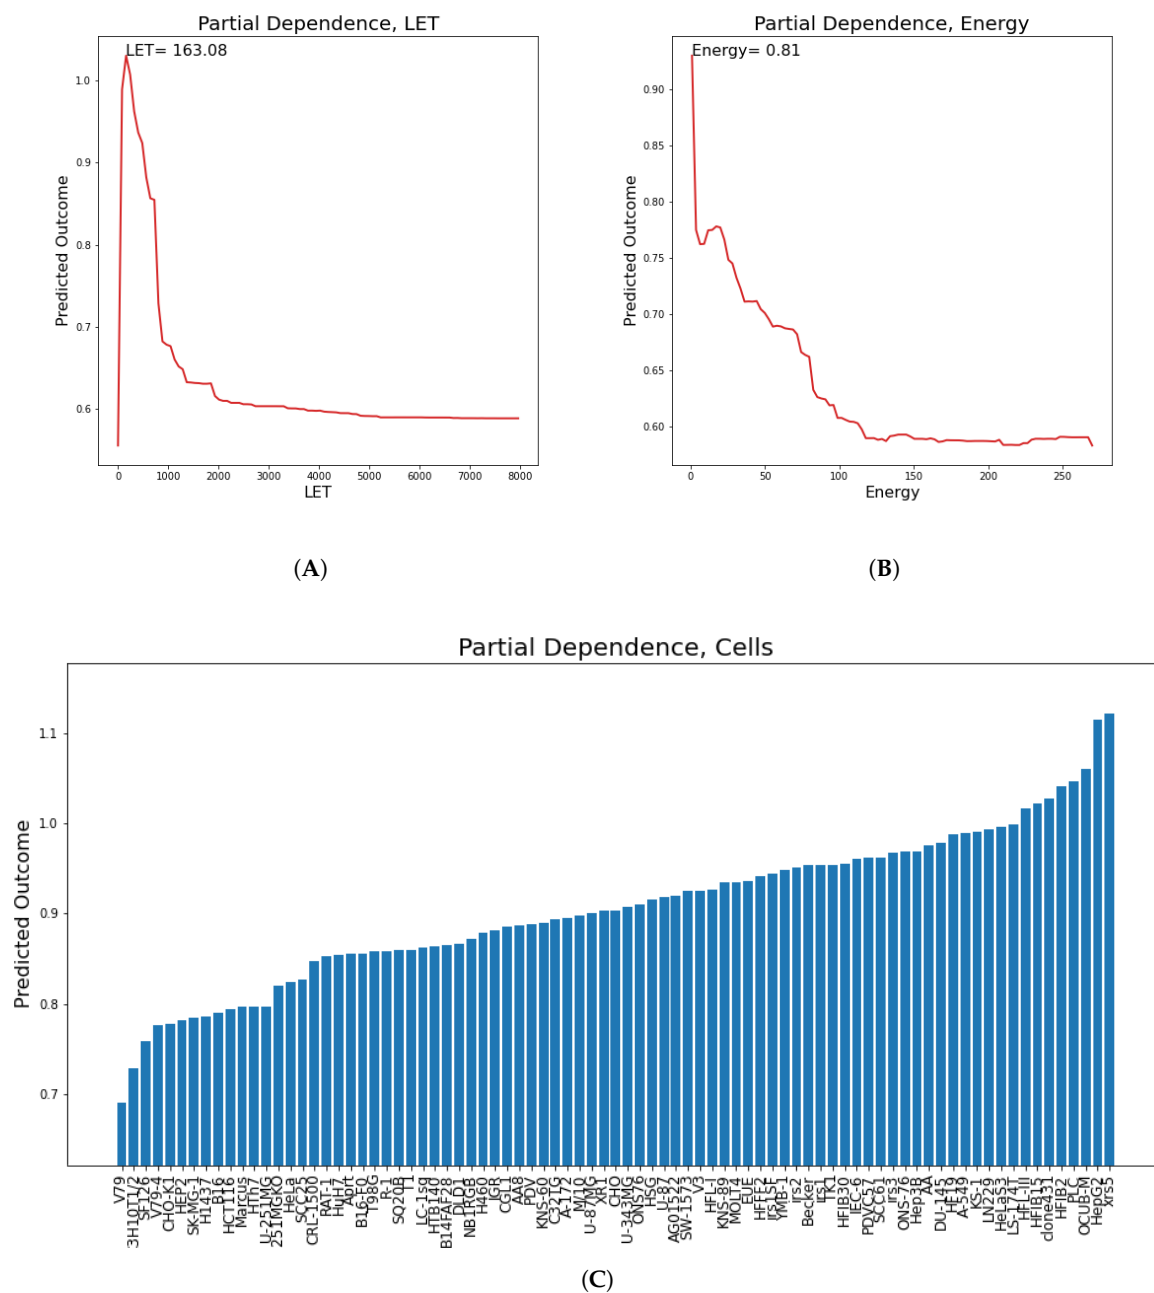 Partial Dependence, LET
LET= 163.08
1.0
0.9
0.8
0.7
0.6
Predicted Outcome
0 1000 2000 3000 4000 5000 6000 7000 8000
LET
(A)
Partial Dependence, Energy
Energy= 0.81
0.90
0.85
0.80
0.75
0.70
0.65
0.60
Predicted Outcome
0 50 100 150 200 250
Energy
(B)
Partial Dependence, Cells
1.1
1.0
0.9
0.8
0.7
Predicted Outcome
V79
3H10T1/2
SF126
V79-4
CHO-K1
HEP2
SK-MG-1
H1437
B16
HCT116
Marcus
HTh7
U-251MG
251MGKO
HeLa
SCC25
CRL-1500
RAT-1
HuH7
Aprt
B16-F0
T98G
R-1
SQ20B
T1
LC-1sq
HTB140
B14FAF28
DLD1
NB1RGB
H460
IGR
CGL1
AA8
PDV
KNS-60
C32TG
A-172
M/10
U-87MG
XR1
CHO
U-343MG
ONS76
HSG
U-87
AG01522
SW-1573
V3
HFL-I
KNS-89
MOLT4
EUE
HFFF2
irs1SF
YMB-1
irs2
Becker
irs1
TK1
HFIB30
IEC-6
PDVC57
SCC61
irs3
ONS-76
Hep3B
AA
DU-145
HE19
A-549
KS-1
LN229
HeLaS3
LS-174T
HFL-III
HFIB15
clone431
HFIB2
PLC
OCUB-M
HepG2
xrs5
(C)